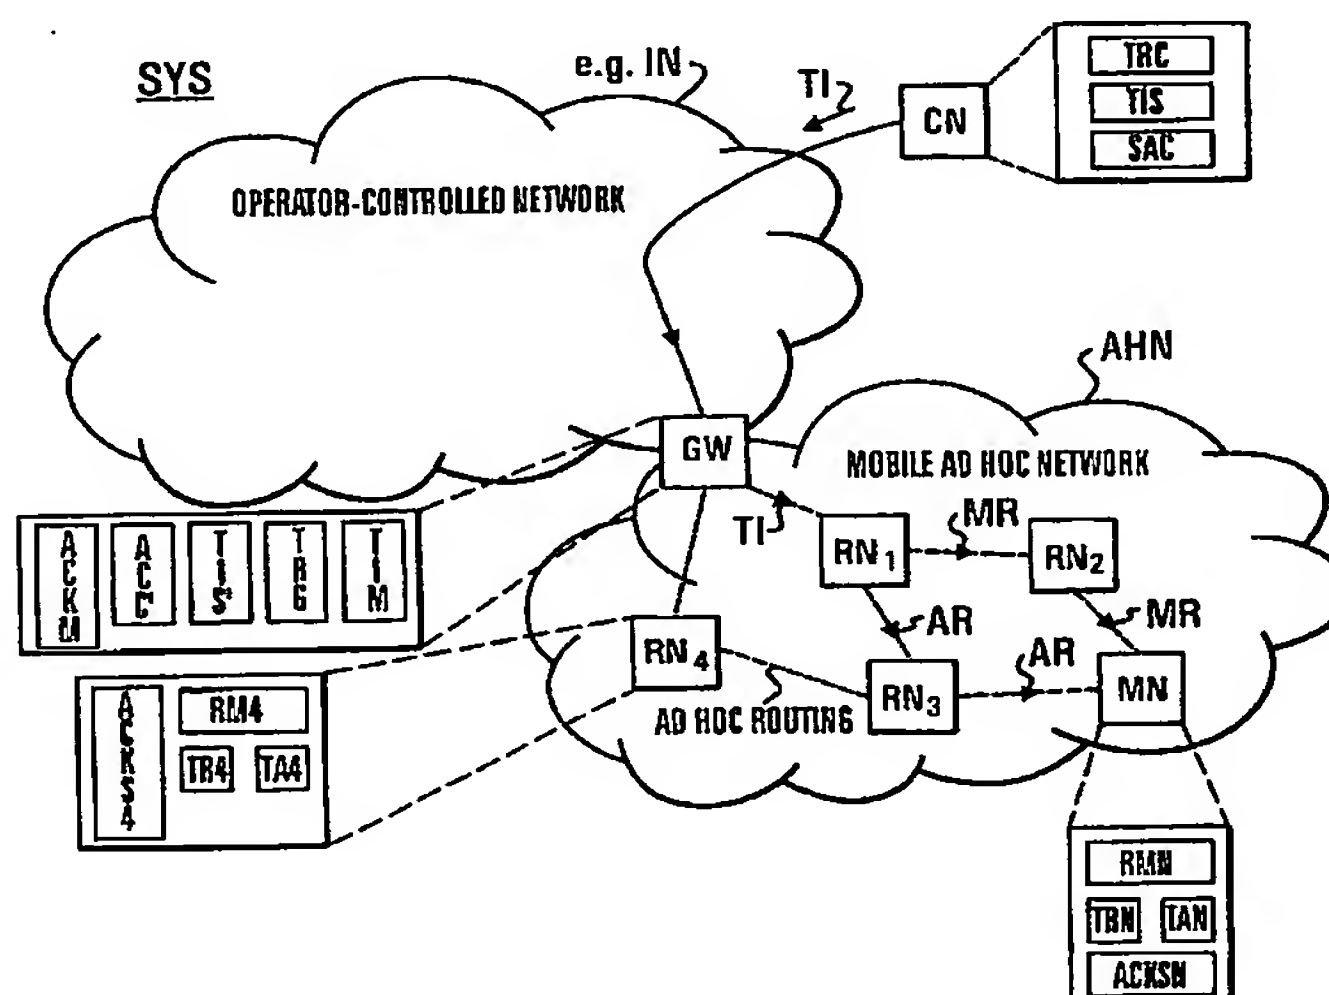 SYS
e.g. IN
TI
CN
TRC
TIS
SAC
OPERATOR-CONTROLLED NETWORK
AHN
GW
MOBILE AD HOC NETWORK
TI
RN1
MR
RN2
ACKM
ACC
TIS'
TRG
TIM
AR
MR
RN4
AR
RN3
MN
AD HOC ROUTING
ACKS4
RM4
TR4
TA4
RMN
TRN
TAN
ACKSN